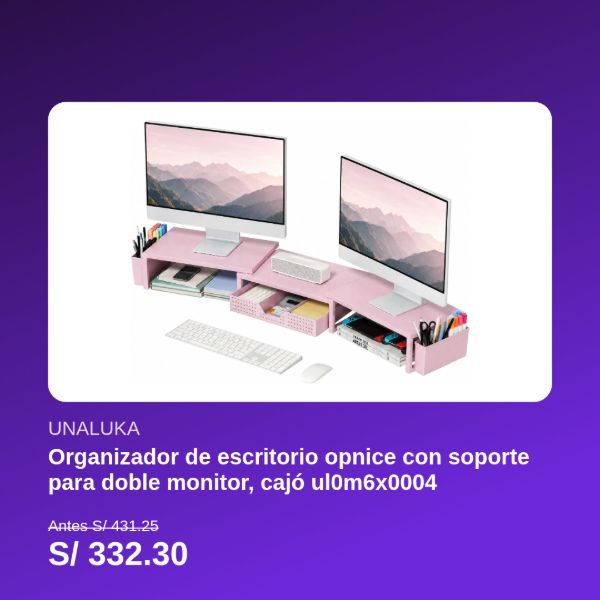 UNALUKA
Organizador de escritorio opnice con soporte
para doble monitor, cajó ul0m6x0004
Antes S/ 431.25
S/ 332.30